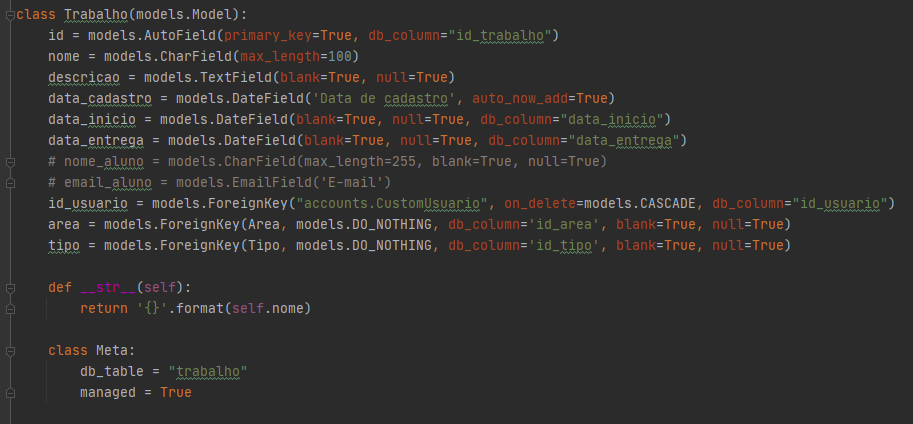 class Trabalho(models.Model):
    id = models.AutoField(primary_key=True, db_column="id_trabalho")
    nome = models.CharField(max_length=100)
    descricao = models.TextField(blank=True, null=True)
    data_cadastro = models.DateField('Data de cadastro', auto_now_add=True)
    data_inicio = models.DateField(blank=True, null=True, db_column="data_inicio")
    data_entrega = models.DateField(blank=True, null=True, db_column="data_entrega")
    # nome_aluno = models.CharField(max_length=255, blank=True, null=True)
    # email_aluno = models.EmailField('E-mail')
    id_usuario = models.ForeignKey("accounts.CustomUsuario", on_delete=models.CASCADE, db_column="id_usuario")
    area = models.ForeignKey(Area, models.DO_NOTHING, db_column='id_area', blank=True, null=True)
    tipo = models.ForeignKey(Tipo, models.DO_NOTHING, db_column='id_tipo', blank=True, null=True)

    def __str__(self):
        return '{}'.format(self.nome)

    class Meta:
        db_table = "trabalho"
        managed = True